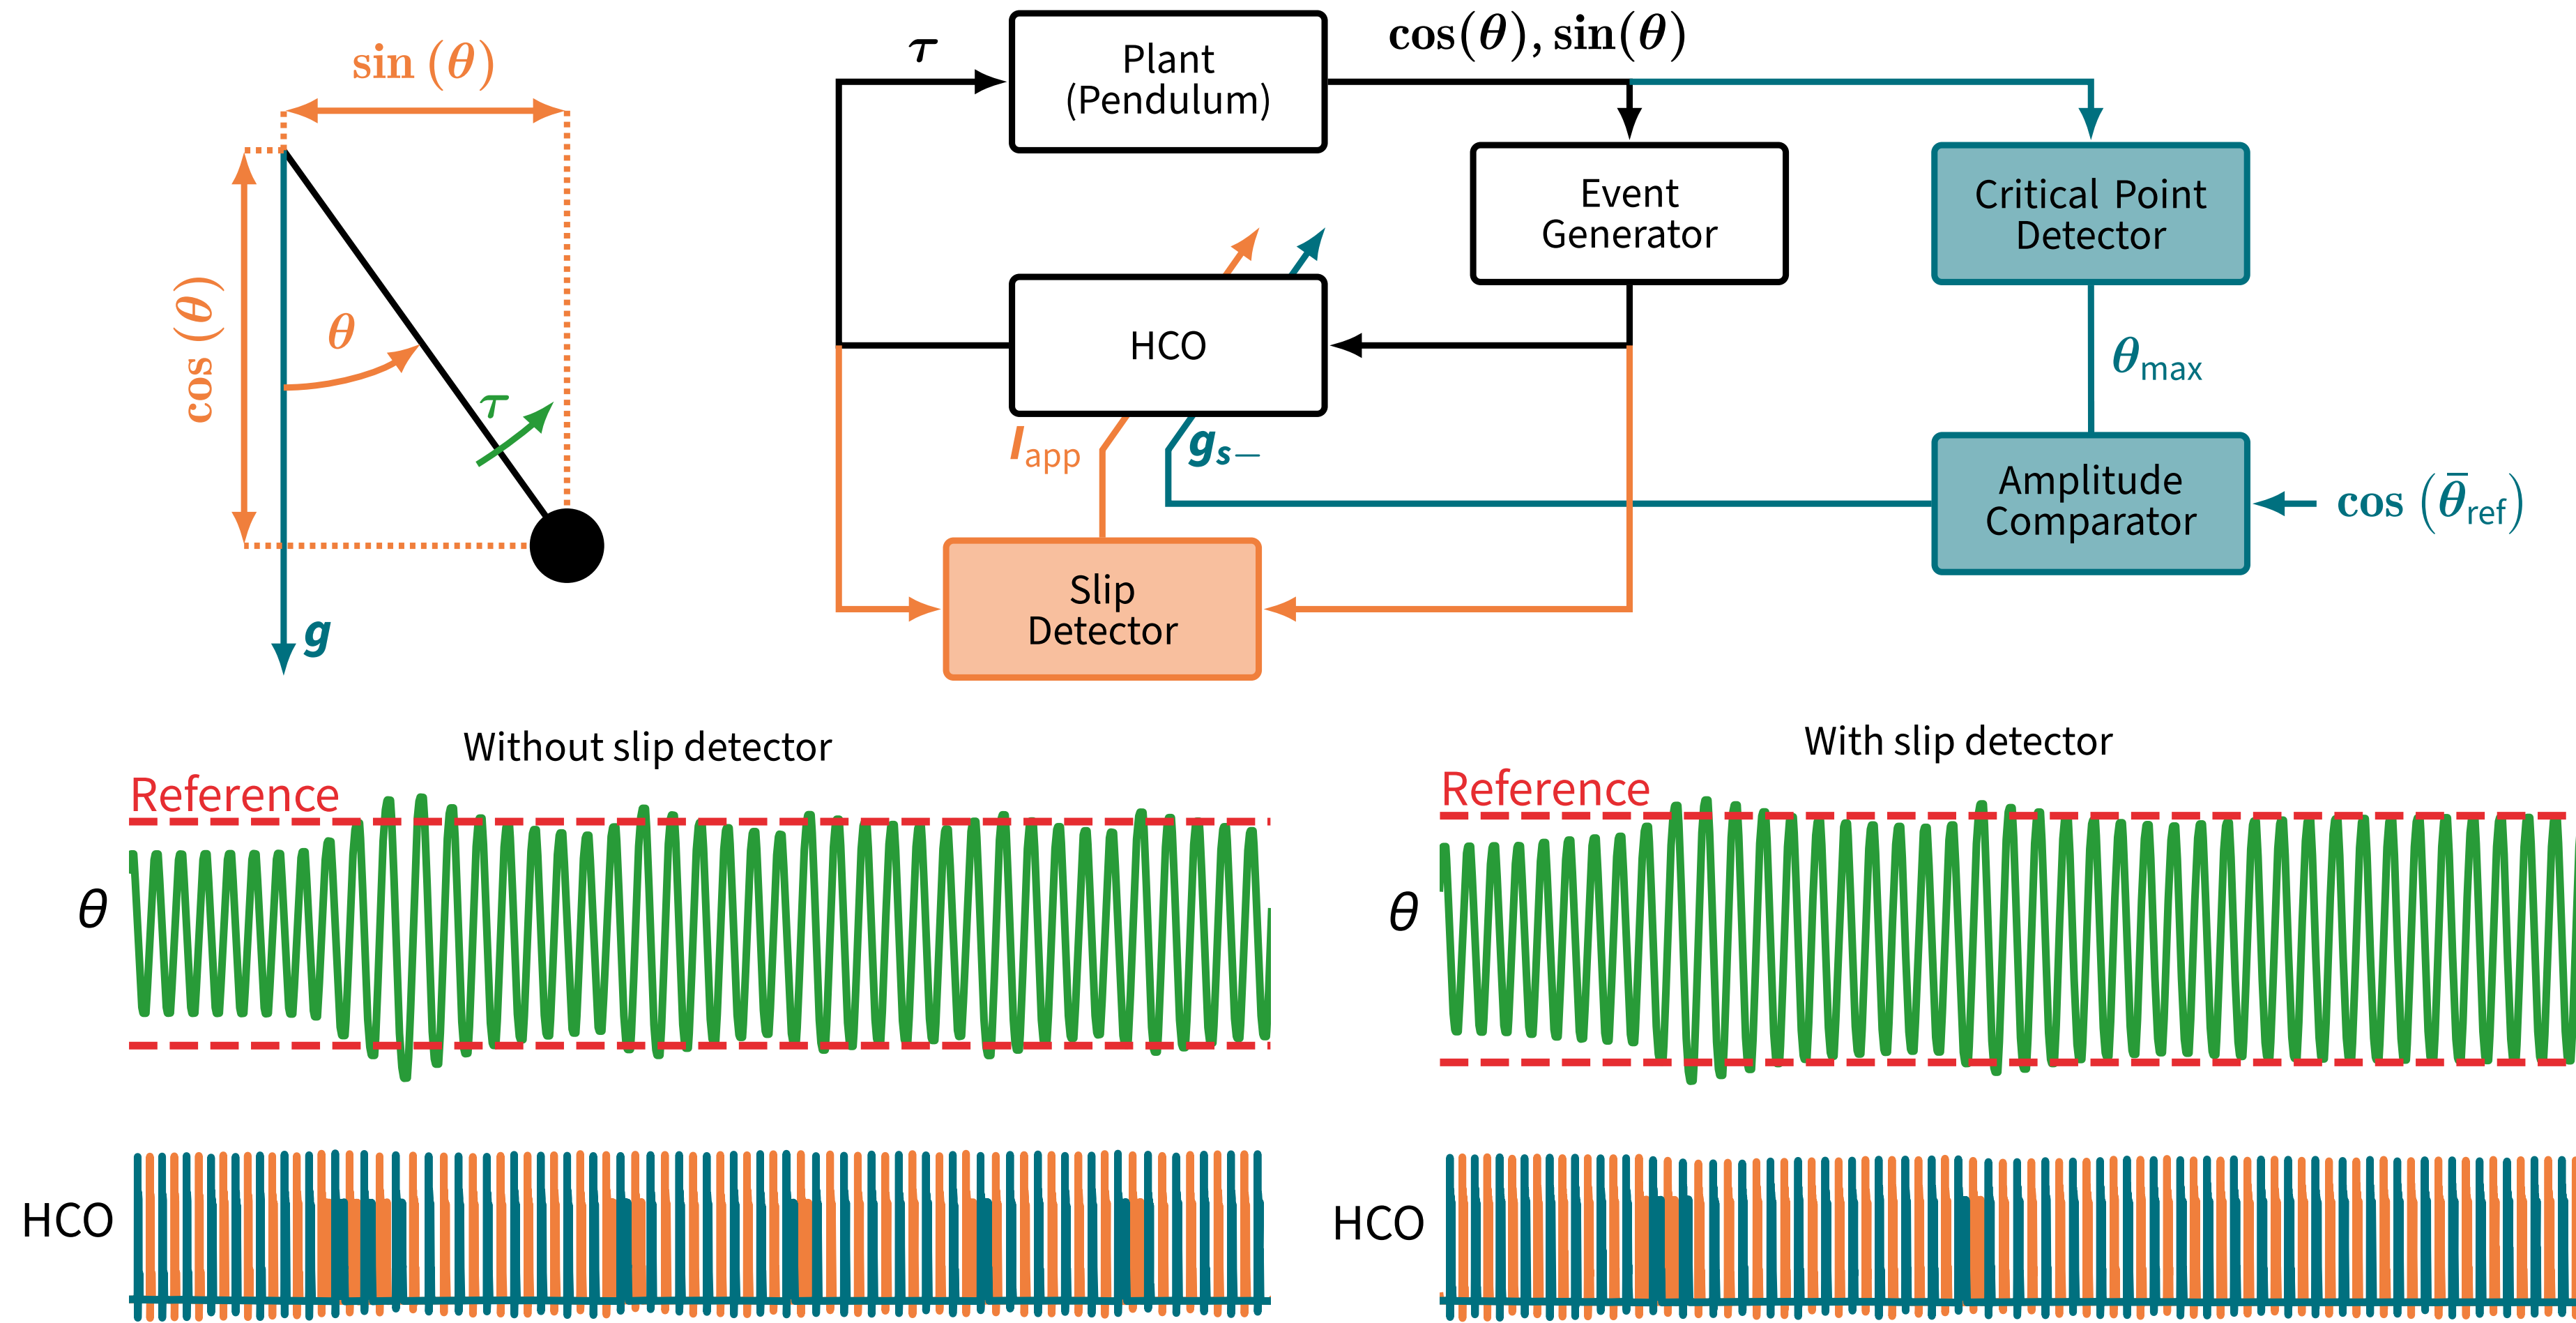 sin (θ)
cos (θ)
θ
τ
g
τ
Plant
(Pendulum)
cos(θ), sin(θ)
Event
Generator
Critical Point
Detector
HCO
θmax
Iapp
gs−
Amplitude
Comparator
cos (θ̄ref)
Slip
Detector
Without slip detector
Reference
θ
HCO
With slip detector
Reference
θ
HCO